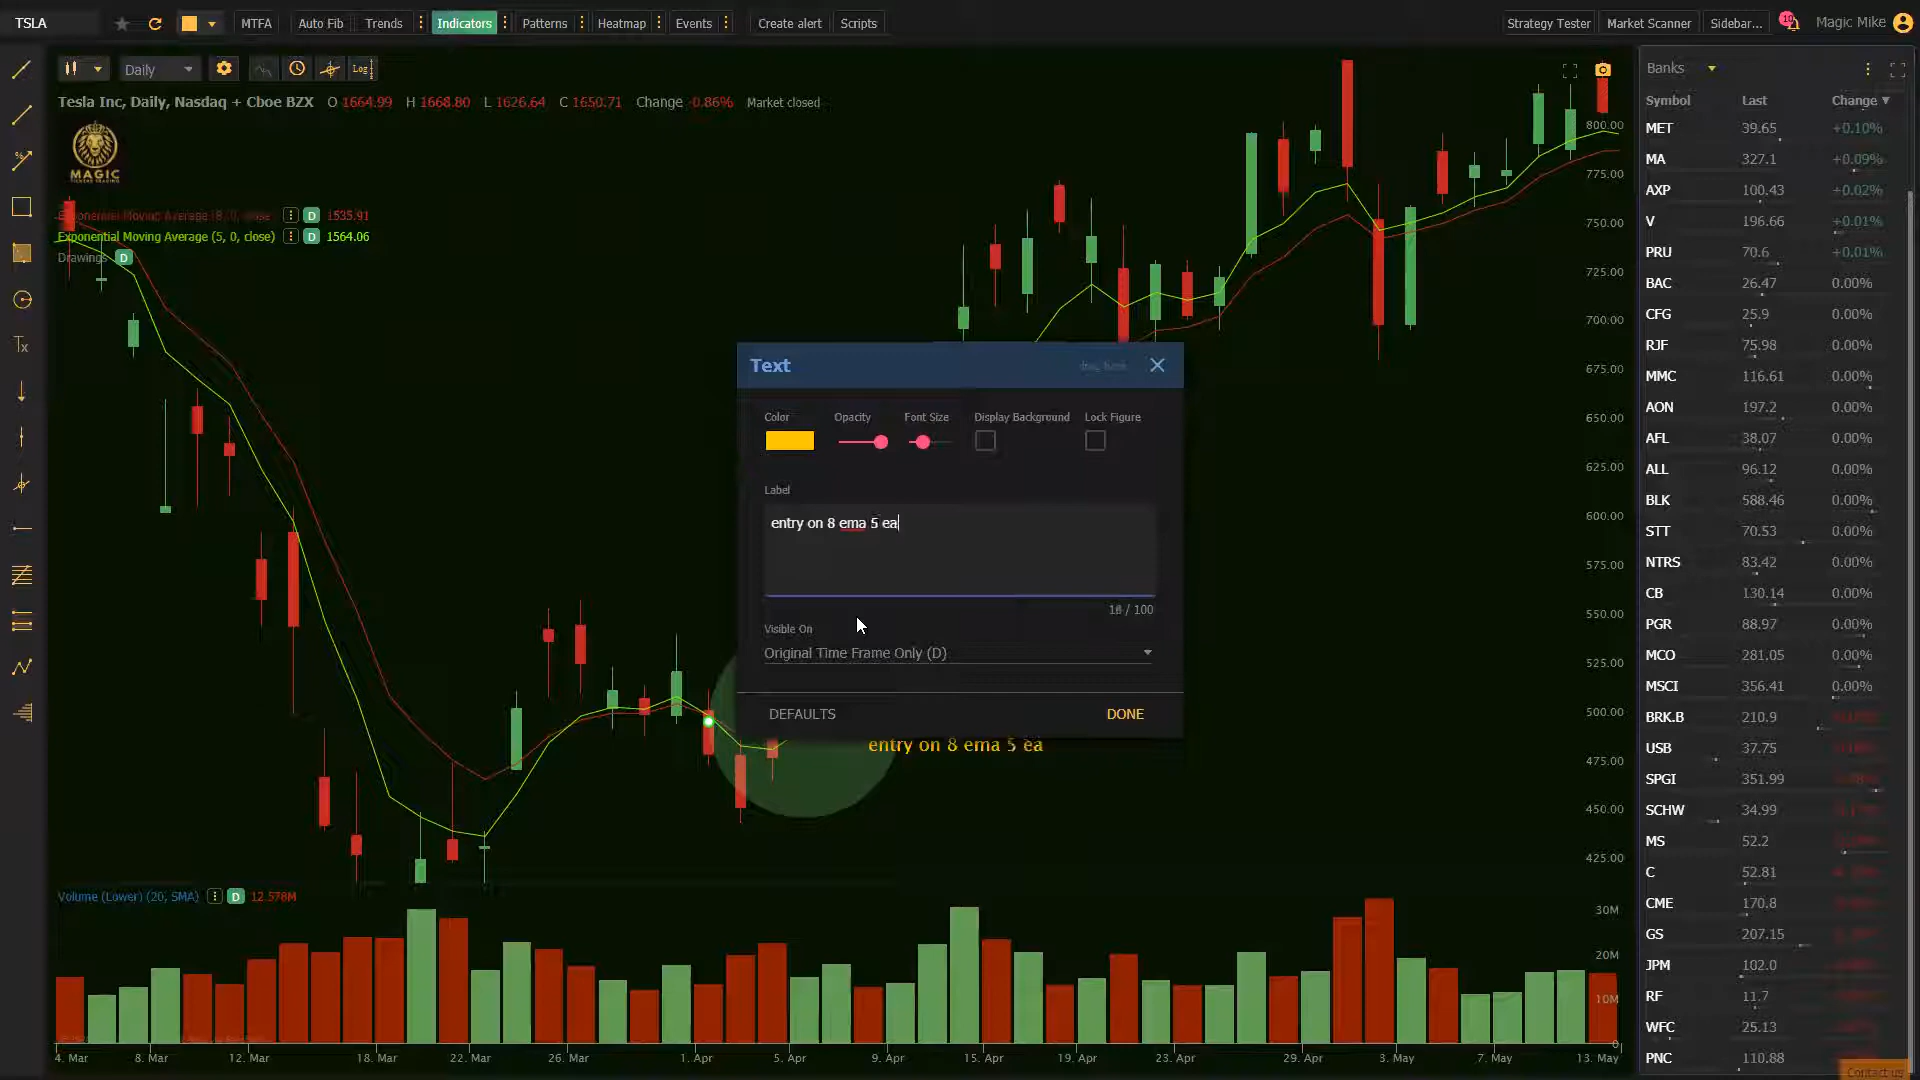 TSLA
MTFA
Auto Fib
Trends
Indicators
Patterns
Heatmap
Events
Create alert
Scripts
Strategy Tester
Market Scanner
Sidebar...
10
Magic Mike
Daily
Log
Banks
Tesla Inc, Daily, Nasdaq + Cboe BZX O 1664.99 H 1668.80 L 1626.64 C 1650.71 Change -0.86% Market closed
MAGIC
Exponential Moving Average (8, 0, close) D 1535.91
Exponential Moving Average (5, 0, close) D 1564.06
Drawings D
Text
Color
Opacity
Font Size
Display Background
Lock Figure
Label
entry on 8 ema 5 ea
/ 100
Visible On
Original Time Frame Only (D)
DEFAULTS
DONE
entry on 8 ema 5 ea
800.00
775.00
750.00
725.00
700.00
675.00
650.00
625.00
600.00
575.00
550.00
525.00
500.00
475.00
450.00
425.00
Volume (Lower) (20, SMA) D 12.578M
30M
20M
10M
0
4. Mar
8. Mar
12. Mar
18. Mar
22. Mar
26. Mar
1. Apr
5. Apr
9. Apr
15. Apr
19. Apr
23. Apr
29. Apr
3. May
7. May
13. May
Symbol Last Change
MET 39.65 +0.10%
MA 327.1 +0.09%
AXP 100.43 +0.02%
V 196.66 +0.01%
PRU 70.6 +0.01%
BAC 26.47 0.00%
CFG 25.9 0.00%
RJF 75.98 0.00%
MMC 116.61 0.00%
AON 197.2 0.00%
AFL 38.07 0.00%
ALL 96.12 0.00%
BLK 588.46 0.00%
STT 70.53 0.00%
NTRS 83.42 0.00%
CB 130.14 0.00%
PGR 88.97 0.00%
MCO 281.05 0.00%
MSCI 356.41 0.00%
BRK.B 210.9
USB 37.75
SPGI 351.99
SCHW 34.99
MS 52.2
C 52.81
CME 170.8
GS 207.15
JPM 102.0
RF 11.7
WFC 25.13
PNC 110.88
Contact us